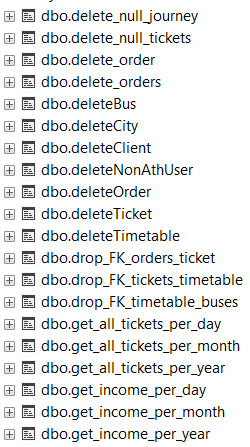 dbo.delete_null_journey
dbo.delete_null_tickets
dbo.delete_order
dbo.delete_orders
dbo.deleteBus
dbo.deleteCity
dbo.deleteClient
dbo.deleteNonAthUser
dbo.deleteOrder
dbo.deleteTicket
dbo.deleteTimetable
dbo.drop_FK_orders_ticket
dbo.drop_FK_tickets_timetable
dbo.drop_FK_timetable_buses
dbo.get_all_tickets_per_day
dbo.get_all_tickets_per_month
dbo.get_all_tickets_per_year
dbo.get_income_per_day
dbo.get_income_per_month
dbo.get_income_per_year